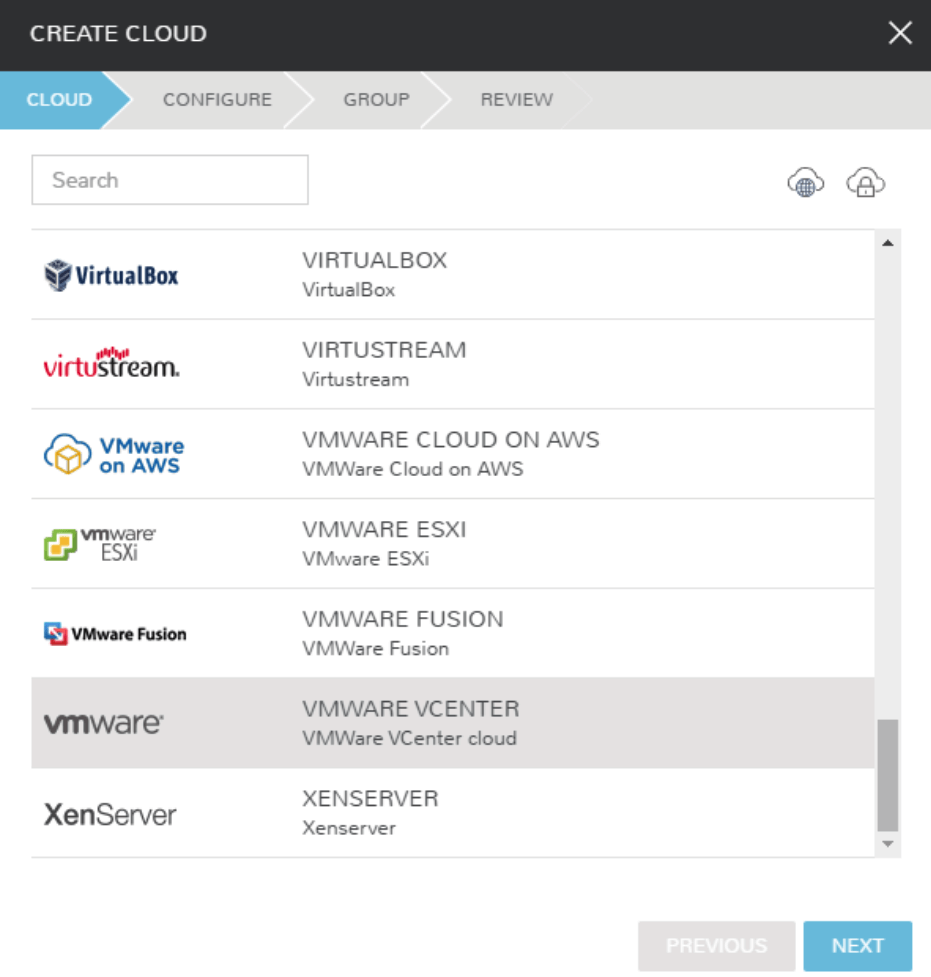 CREATE CLOUD
CLOUD CONFIGURE GROUP REVIEW
Search
VirtualBox
VIRTUALBOX
VirtualBox
virtustream.
VIRTUSTREAM
Virtustream
VMware
on AWS
VMWARE CLOUD ON AWS
VMWare Cloud on AWS
vmware®
ESXi
VMWARE ESXI
VMware ESXi
VMware Fusion
VMWARE FUSION
VMWare Fusion
vmware®
VMWARE VCENTER
VMWare VCenter cloud
XenServer
XENSERVER
Xenserver
PREVIOUS NEXT